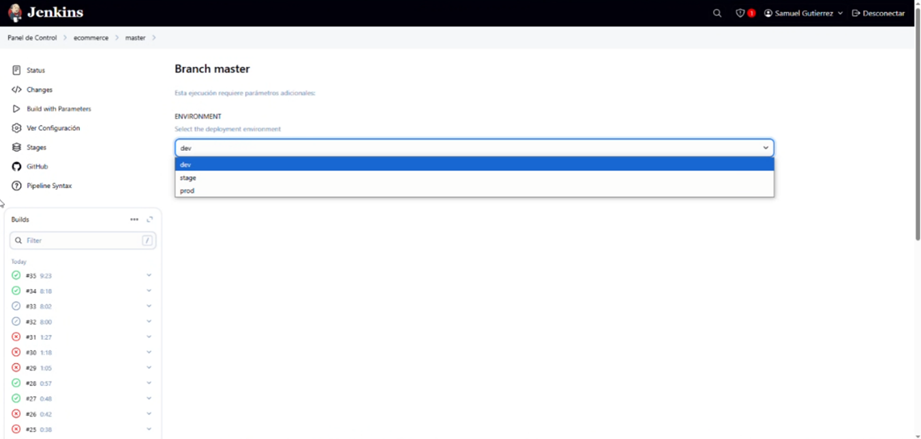 Jenkins
1
Samuel Gutierrez
Desconectar
Panel de Control
ecommerce
master
Status
Changes
Build with Parameters
Ver Configuración
Stages
GitHub
Pipeline Syntax
Builds
Filter
/
Today
#35 9:23
#34 8:18
#33 8:02
#32 8:00
#31 1:27
#30 1:18
#29 1:05
#28 0:57
#27 0:48
#26 0:42
#25 0:38
Branch master
Esta ejecución requiere parámetros adicionales:
ENVIRONMENT
Select the deployment environment
dev
dev
stage
prod